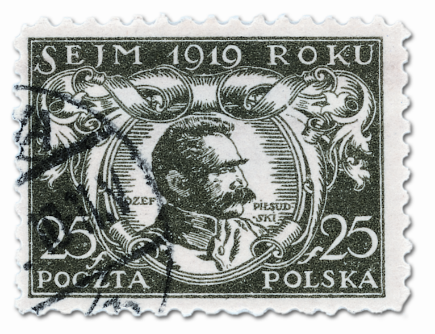 SEJM 1919 ROKU
JÓZEF PIŁSUD
SKI
25 f f 25
POCZTA POLSKA